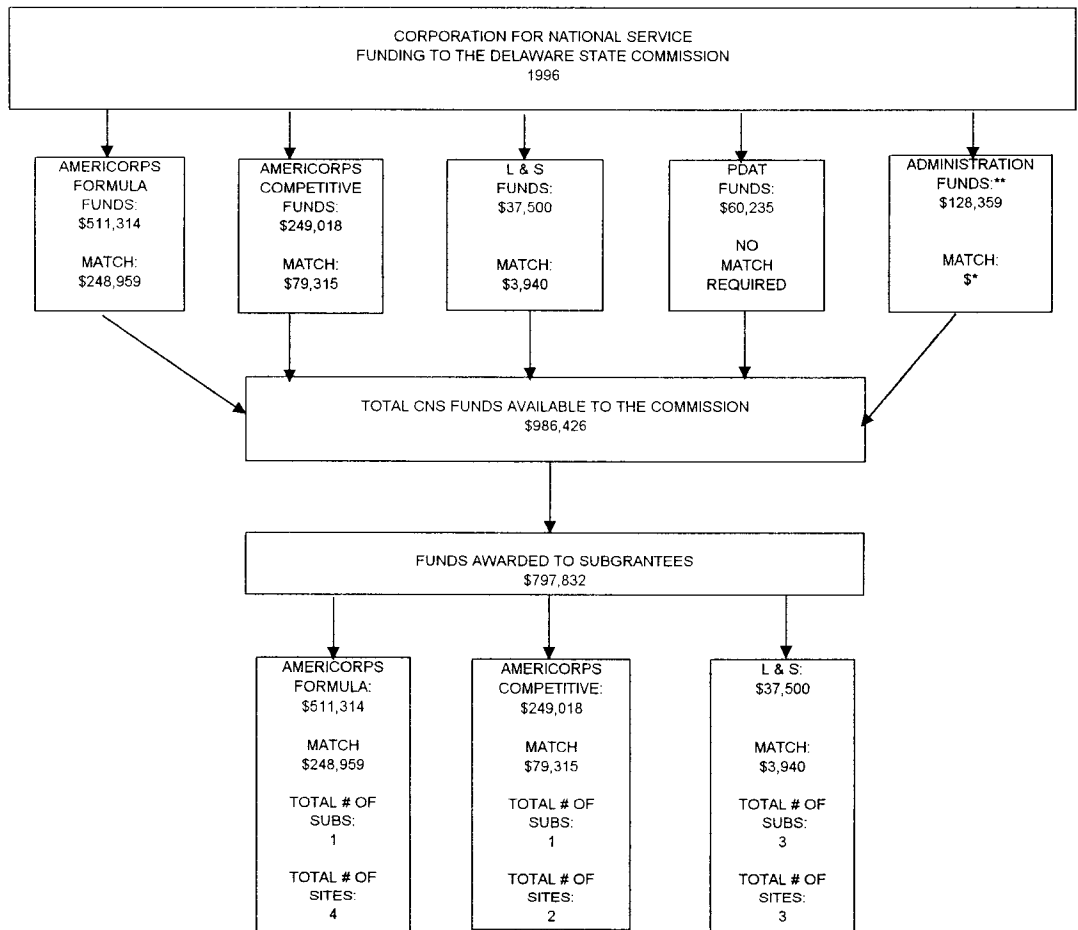 CORPORATION FOR NATIONAL SERVICE
FUNDING TO THE DELAWARE STATE COMMISSION
1996
AMERICORPS
FORMULA
FUNDS:
$511,314
MATCH:
$248,959
AMERICORPS
COMPETITIVE
FUNDS:
$249,018
MATCH:
$79,315
L & S
FUNDS:
$37,500
MATCH:
$3,940
PDAT
FUNDS:
$60,235
NO
MATCH
REQUIRED
ADMINISTRATION
FUNDS:**
$128,359
MATCH:
$*
TOTAL CNS FUNDS AVAILABLE TO THE COMMISSION
$986,426
FUNDS AWARDED TO SUBGRANTEES
$797,832
AMERICORPS
FORMULA:
$511,314
MATCH
$248,959
TOTAL # OF
SUBS:
1
TOTAL # OF
SITES:
4
AMERICORPS
COMPETITIVE:
$249,018
MATCH
$79,315
TOTAL # OF
SUBS:
1
TOTAL # OF
SITES:
2
L & S:
$37,500
MATCH:
$3,940
TOTAL # OF
SUBS:
3
TOTAL # OF
SITES:
3